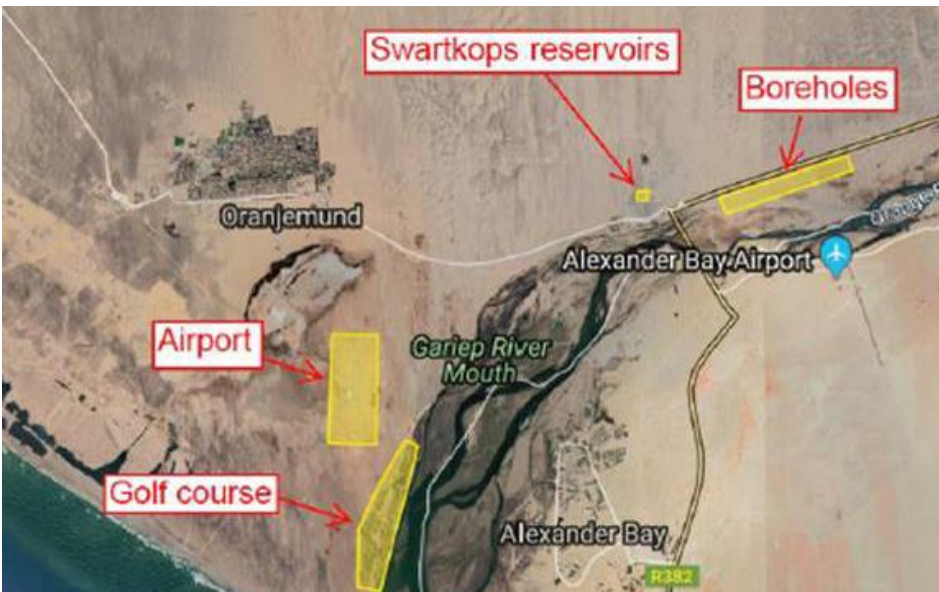 Swartkops reservoirs
Boreholes
Oranjemund
Alexander Bay Airport
Airport
Gariep River
Mouth
Golf course
Alexander Bay
R382